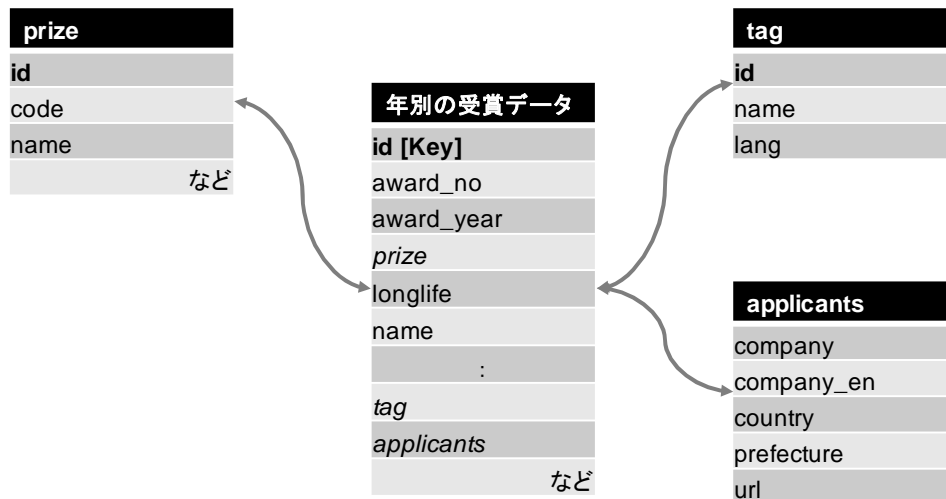 prize
id
code
name
など
年別の受賞データ
id [Key]
award_no
award_year
prize
longlife
name
:
tag
applicants
など
tag
id
name
lang
applicants
company
company_en
country
prefecture
url